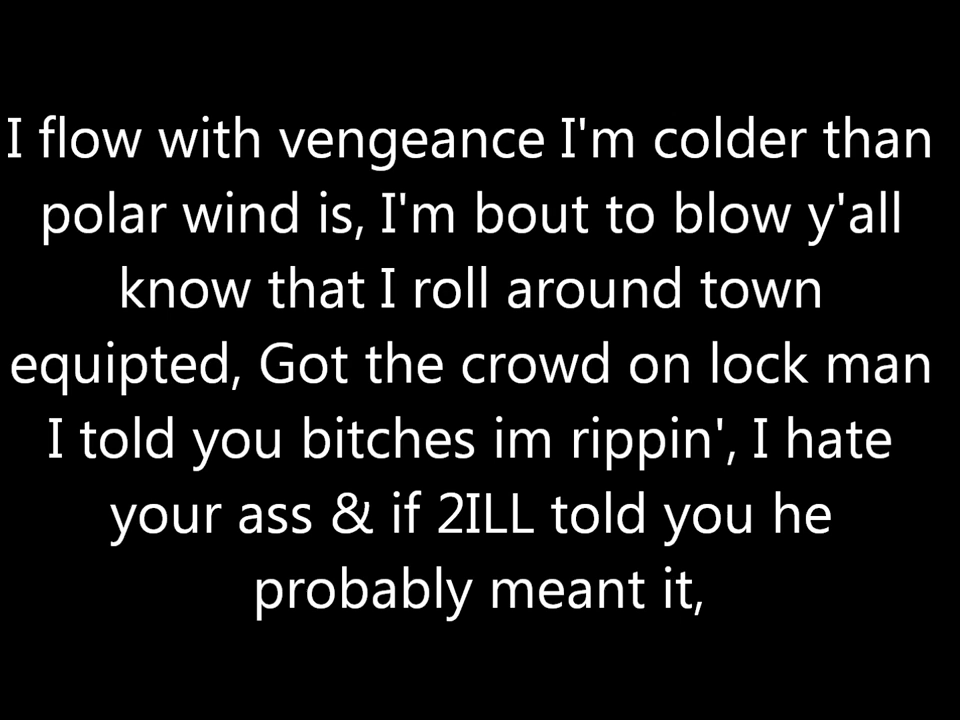 I flow with vengeance I'm colder than
polar wind is, I'm bout to blow y'all
know that I roll around town
equipted, Got the crowd on lock man
I told you bitches im rippin', I hate
your ass & if 2ILL told you he
probably meant it,